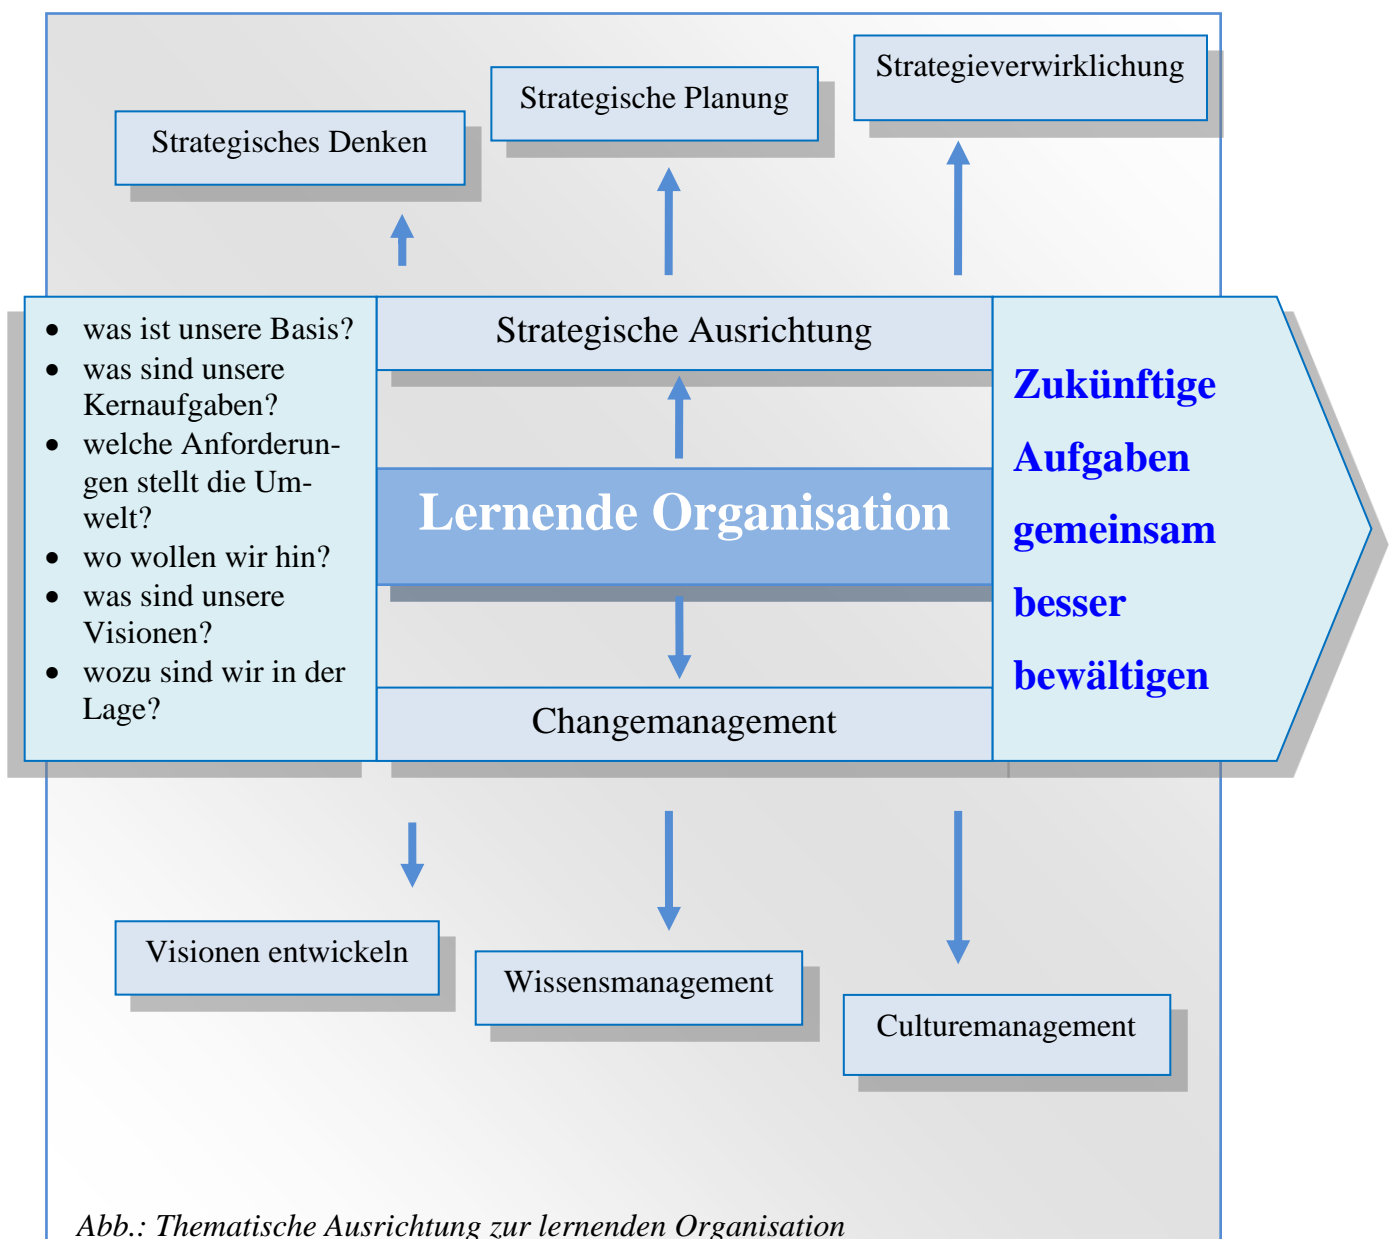 Strategieverwirklichung
Strategische Planung
Strategisches Denken
• was ist unsere Basis?
• was sind unsere
Kernaufgaben?
• welche Anforderun-
gen stellt die Um-
welt?
• wo wollen wir hin?
• was sind unsere
Visionen?
• wozu sind wir in der
Lage?
Strategische Ausrichtung
Lernende Organisation
Changemanagement
Zukünftige
Aufgaben
gemeinsam
besser
bewältigen
Visionen entwickeln
Wissensmanagement
Culturemanagement
Abb.: Thematische Ausrichtung zur lernenden Organisation